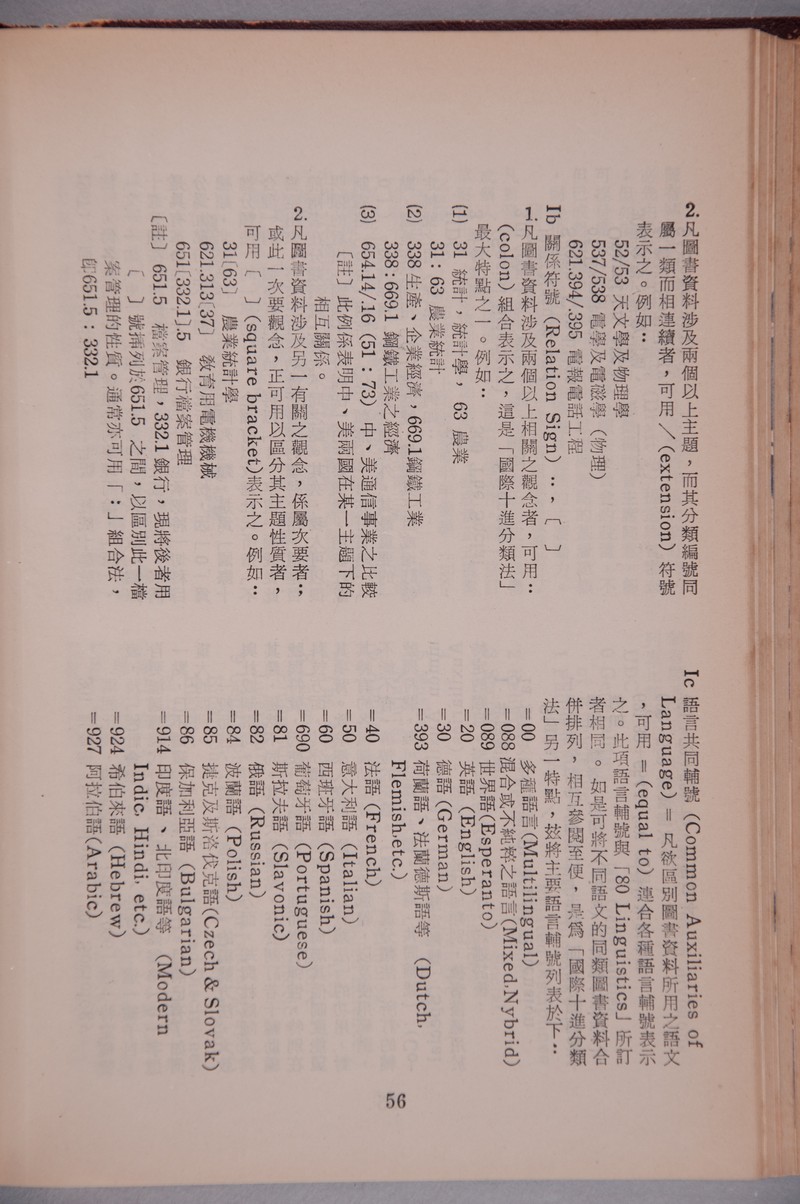 2. 凡圖書資料涉及兩個以上主題，而其分類編號同
屬一類而相連續者，可用／(extension) 符號
表示之。例如：
52/53 天文學及物理學
537/538 電學及電磁學（物理）
621.394/.395 電報電話工程
Ib 關係符號 (Relation Sign)：，〔 〕
1. 凡圖書資料涉及兩個以上相關之觀念者，可用：
(colon) 組合表示之，這是「國際十進分類法」
最大特點之一。例如：
(1) 31 統計，統計學， 63 農業
31：63 農業統計
(2) 338 生產、企業經濟，669.1鋼鐵工業
338：669.1 鋼鐵工業之經濟
(3) 654.14/.16 (51：73) 中、美通信事業之比較
〔註〕此例係表明中、美兩國在某一主題下的
相互關係。
2. 凡圖書資料涉及另一有關之觀念，係屬次要者；
或此一次要觀念，正可用以區分其主題性質者，
可用〔 〕(square bracket)表示之。例如：
31〔63〕 農業統計學
621.313〔37〕 教育用電機機械
651〔332.1〕.5 銀行檔案管理
〔註〕 651.5 檔案管理，332.1 銀行，現將後者用
〔 〕號插列於651.5 之間，以區別此一檔
案管理的性質。通常亦可用「：」組合法，
即651.5：332.1
Ic 語言共同輔號 (Common Auxiliaries of
Language) ＝ 凡欲區別圖書資料所用之語文
，可用 ＝ (equal to) 連合各種語言輔號表示
之。此項語言輔號與「80 Linguistics」所訂
者相同。如是可將不同語文的同類圖書資料合
併排列，相互參閱至便，是爲「國際十進分類
法」另一特點，玆將主要語言輔號列表於下：
＝00 多種語言(Multilingual)
＝088 混合或不純粹之語言(Mixed.Nybrid)
＝089 世界語(Esperanto)
＝20 英語 (English)
＝30 德語 (German)
＝393 荷蘭語、法蘭德斯語等 (Dutch.
Flemish.etc.)
＝40 法語 (French)
＝50 意大利語 (Italian)
＝60 西班牙語 (Spanish)
＝690 葡萄牙語 (Portuguese)
＝81 斯拉夫語 (Slavonic)
＝82 俄語 (Russian)
＝84 波蘭語 (Polish)
＝85 捷克及斯洛伐克語(Czech & Slovak)
＝86 保加利亞語 (Bulgarian)
＝914 印度語、北印度語等 (Modern
Indic, Hindi, etc.)
＝924 希伯來語 (Hebrew)
＝927 阿拉伯語 (Arabic)
56